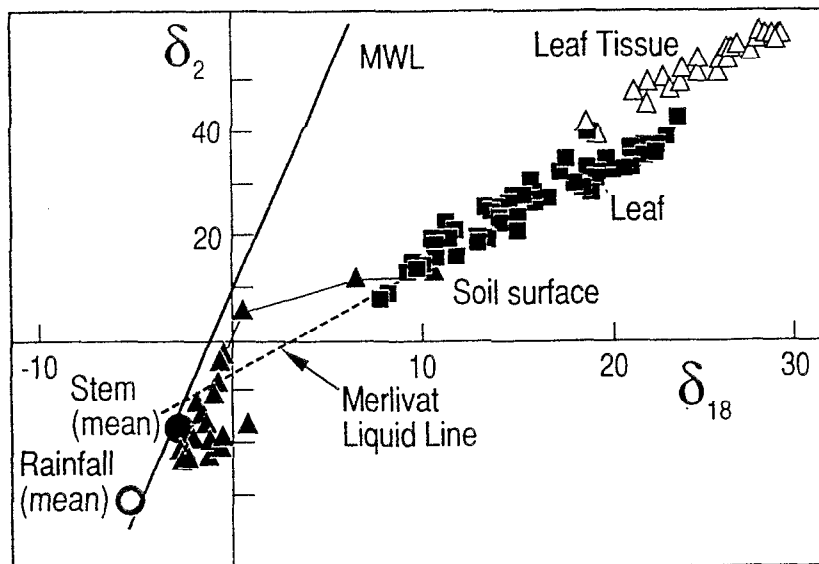 δ2
MWL
Leaf Tissue
40
20
Leaf
Soil surface
-10
10
20
30
Stem
(mean)
Merlivat
Liquid Line
δ18
Rainfall
(mean)